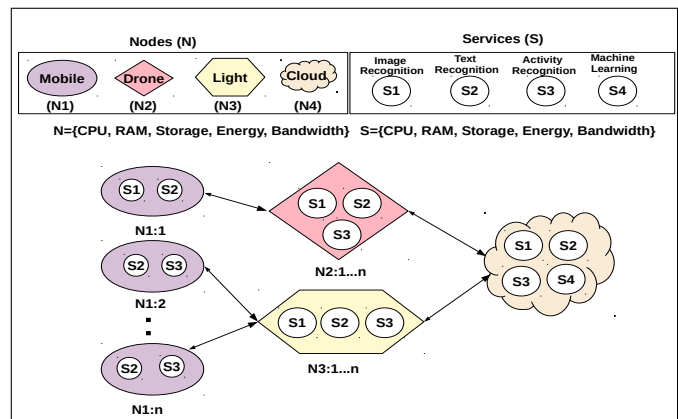 Nodes (N)
Services (S)
Mobile
(N1)
Drone
(N2)
Light
(N3)
Cloud
(N4)
Image
Recognition
S1
Text
Recognition
S2
Activity
Recognition
S3
Machine
Learning
S4
N={CPU, RAM, Storage, Energy, Bandwidth} S={CPU, RAM, Storage, Energy, Bandwidth}
S1 S2
N1:1
S2 S3
N1:2
S2 S3
N1:n
S1 S2
S3
N2:1...n
S1 S2 S3
N3:1...n
S1 S2
S3 S4